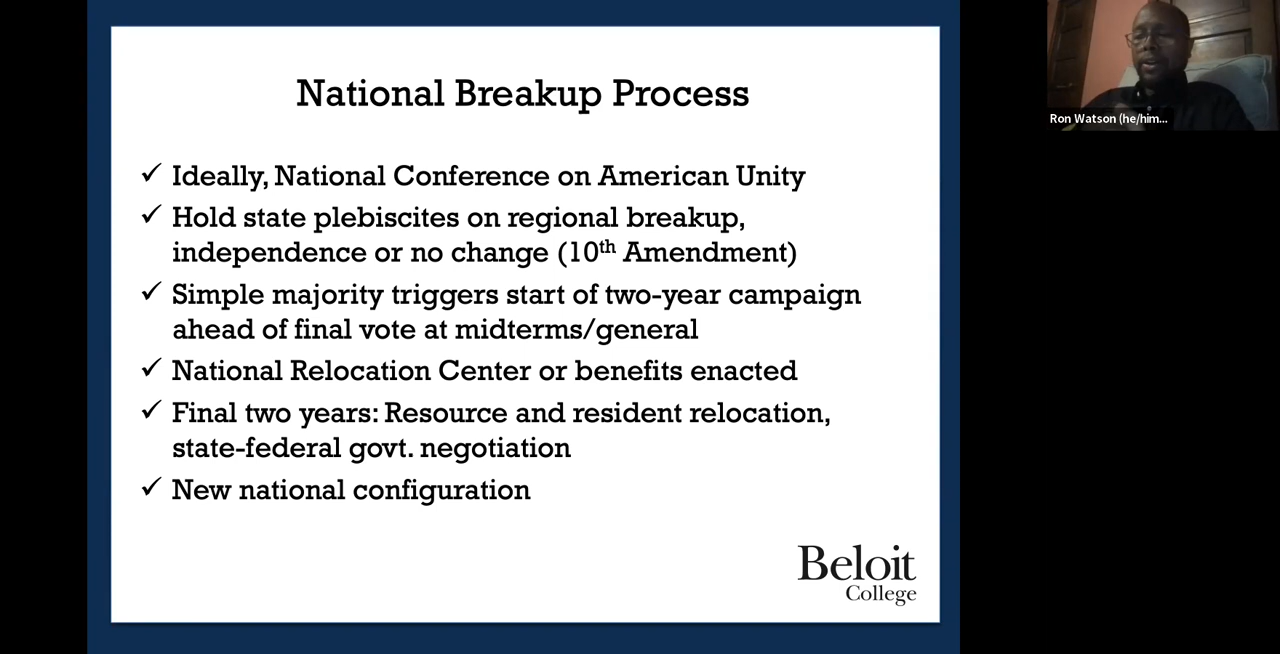 National Breakup Process
✓ Ideally, National Conference on American Unity
✓ Hold state plebiscites on regional breakup,
independence or no change (10th Amendment)
✓ Simple majority triggers start of two-year campaign
ahead of final vote at midterms/general
✓ National Relocation Center or benefits enacted
✓ Final two years: Resource and resident relocation,
state-federal govt. negotiation
✓ New national configuration
Beloit
College
Ron Watson (he/him...